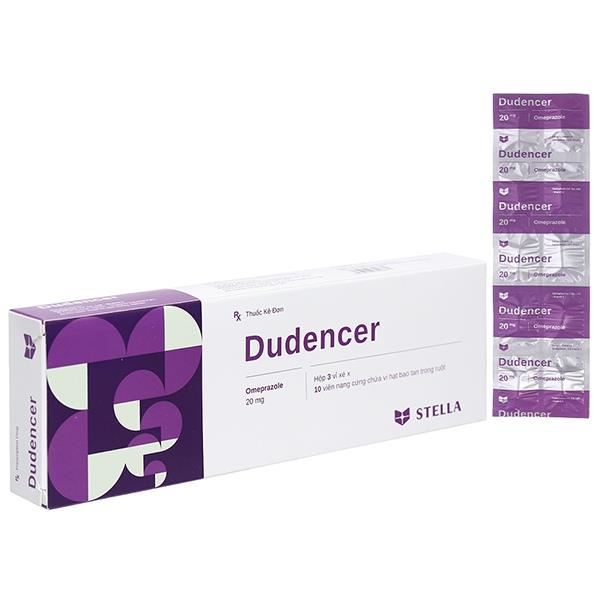 Rx Thuốc Kê Đơn
Dudencer
Omeprazole
20 mg
Hộp 3 vỉ xé x
10 viên nang cứng chứa vi hạt bao tan trong ruột
STELLA
Rx Prescription Drug
Dudencer
Dudencer
20 mg Omeprazole
Dudencer
20 mg Omeprazole
Dudencer
20 mg Omeprazole
Dudencer
20 mg Omeprazole
Dudencer
20 mg Omeprazole
Dudencer
20 mg Omeprazole